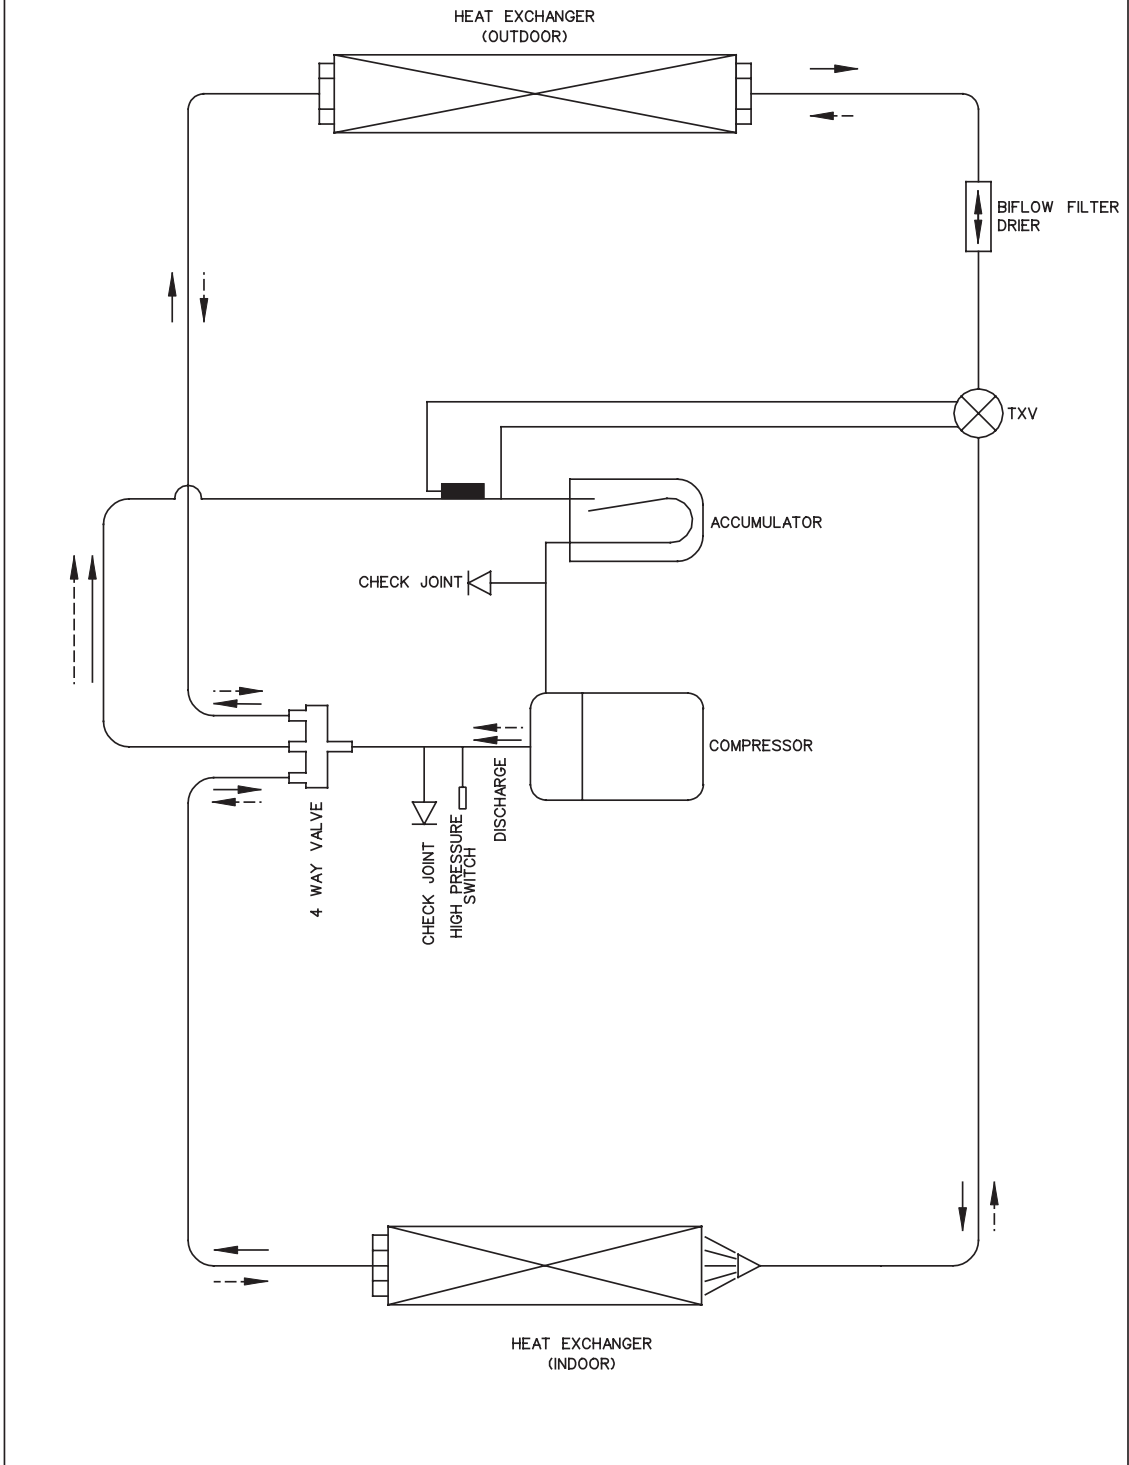 HEAT EXCHANGER
(OUTDOOR)
BIFLOW FILTER
DRIER
TXV
ACCUMULATOR
CHECK JOINT
COMPRESSOR
4 WAY VALVE
CHECK JOINT
HIGH PRESSURE
SWITCH
DISCHARGE
HEAT EXCHANGER
(INDOOR)